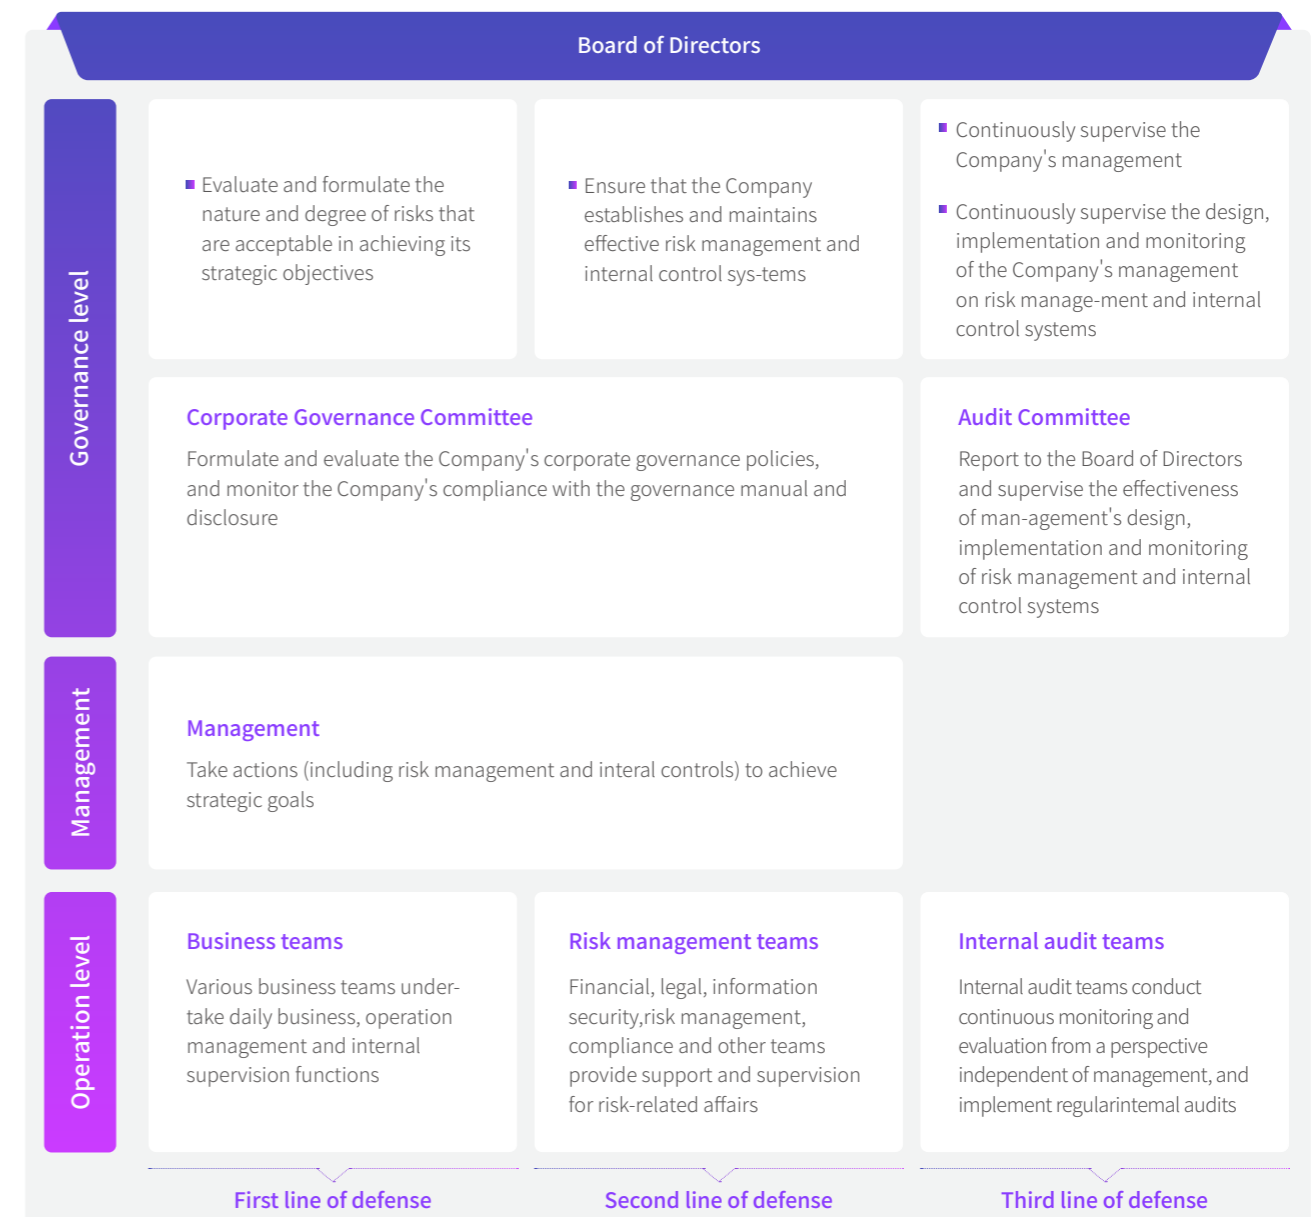 Board of Directors
Governance level
Evaluate and formulate the
nature and degree of risks that
are acceptable in achieving its
strategic objectives
Ensure that the Company
establishes and maintains
effective risk management and
internal control sys-tems
Continuously supervise the
Company's management
Continuously supervise the design,
implementation and monitoring
of the Company's management
on risk manage-ment and internal
control systems
Corporate Governance Committee
Formulate and evaluate the Company's corporate governance policies,
and monitor the Company's compliance with the governance manual and
disclosure
Audit Committee
Report to the Board of Directors
and supervise the effectiveness
of man-agement's design,
implementation and monitoring
of risk management and internal
control systems
Management
Management
Take actions (including risk management and interal controls) to achieve
strategic goals
Operation level
Business teams
Various business teams under-
take daily business, operation
management and internal
supervision functions
Risk management teams
Financial, legal, information
security,risk management,
compliance and other teams
provide support and supervision
for risk-related affairs
Internal audit teams
Internal audit teams conduct
continuous monitoring and
evaluation from a perspective
independent of management, and
implement regularintemal audits
First line of defense
Second line of defense
Third line of defense